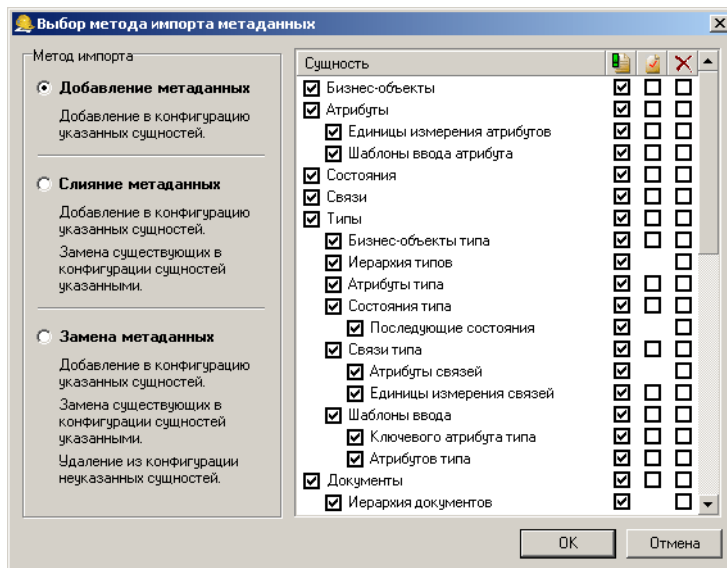 Выбор метода импорта метаданных
Метод импорта
Добавление метаданных
Добавление в конфигурацию
указанных сущностей.
Слияние метаданных
Добавление в конфигурацию
указанных сущностей.
Замена существующих в
конфигурации сущностей
указанными.
Замена метаданных
Добавление в конфигурацию
указанных сущностей.
Замена существующих в
конфигурации сущностей
указанными.
Удаление из конфигурации
неуказанных сущностей.
Сущность
Бизнес-объекты
Атрибуты
Единицы измерения атрибутов
Шаблоны ввода атрибута
Состояния
Связи
Типы
Бизнес-объекты типа
Иерархия типов
Атрибуты типа
Состояния типа
Последующие состояния
Связи типа
Атрибуты связей
Единицы измерения связей
Шаблоны ввода
Ключевого атрибута типа
Атрибутов типа
Документы
Иерархия документов
OK
Отмена